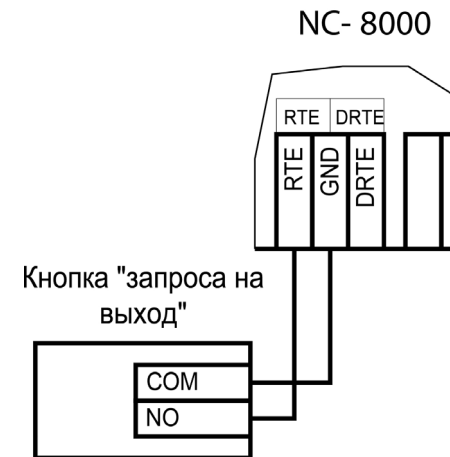 NC- 8000
RTE DRTE
RTE GND DRTE
Кнопка "запроса на
выход"
COM
NO